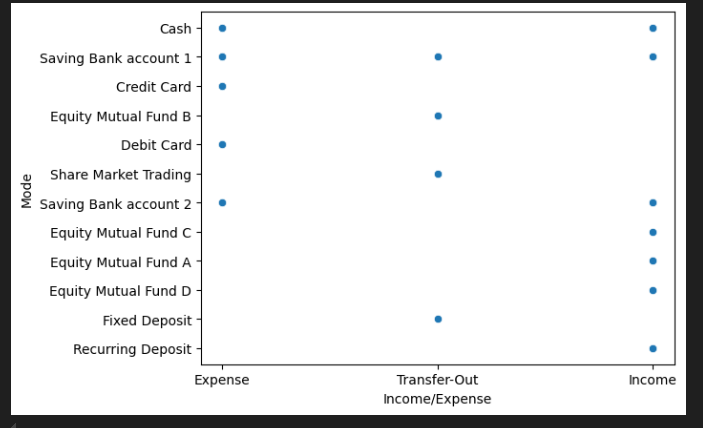 Cash
Saving Bank account 1
Credit Card
Equity Mutual Fund B
Debit Card
Share Market Trading
Saving Bank account 2
Equity Mutual Fund C
Equity Mutual Fund A
Equity Mutual Fund D
Fixed Deposit
Recurring Deposit
Mode
Expense Transfer-Out Income
Income/Expense